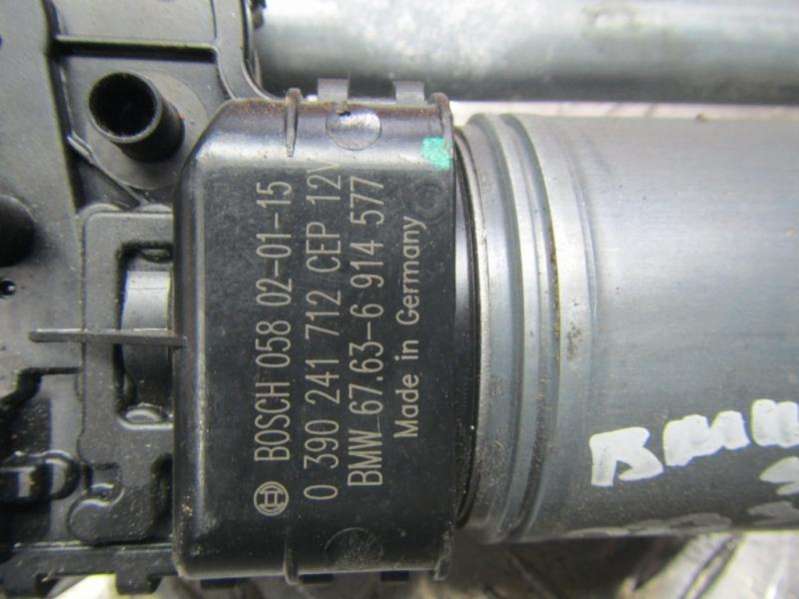 BOSCH 058 02-01-15
0 390 241 712 CEP 12V
BMW 67.63-6 914 577
Made in Germany
BMW